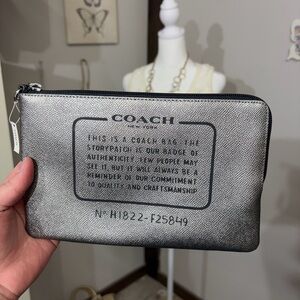 COACH
NEW YORK
THIS IS A COACH BAG. THE
STORYPATCH IS OUR BADGE OF
AUTHENTICITY. FEW PEOPLE MAY
SEE IT, BUT IT WILL ALWAYS BE A
REMINDER OF OUR COMMITMENT
TO QUALITY AND CRAFTSMANSHIP
Nº H1822-F25849